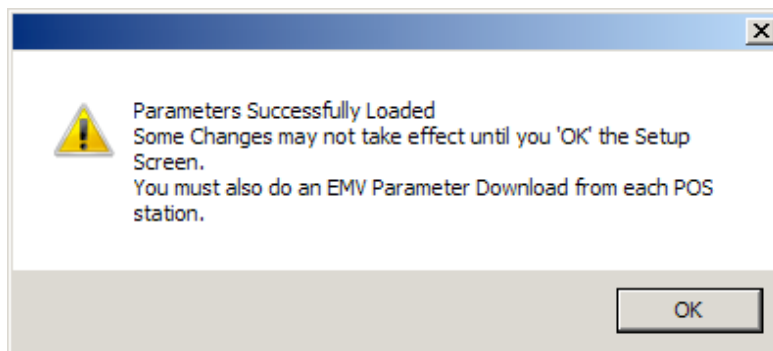 Parameters Successfully Loaded
Some Changes may not take effect until you 'OK' the Setup
Screen.
You must also do an EMV Parameter Download from each POS
station.
OK